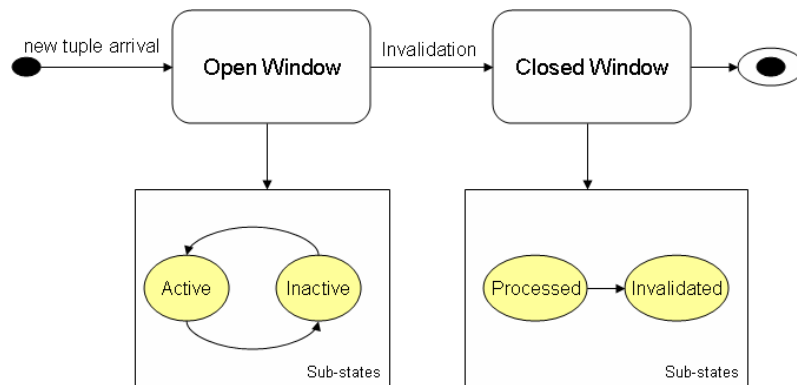 new tuple arrival
Open Window
Invalidation
Closed Window
Active
Inactive
Sub-states
Processed
Invalidated
Sub-states